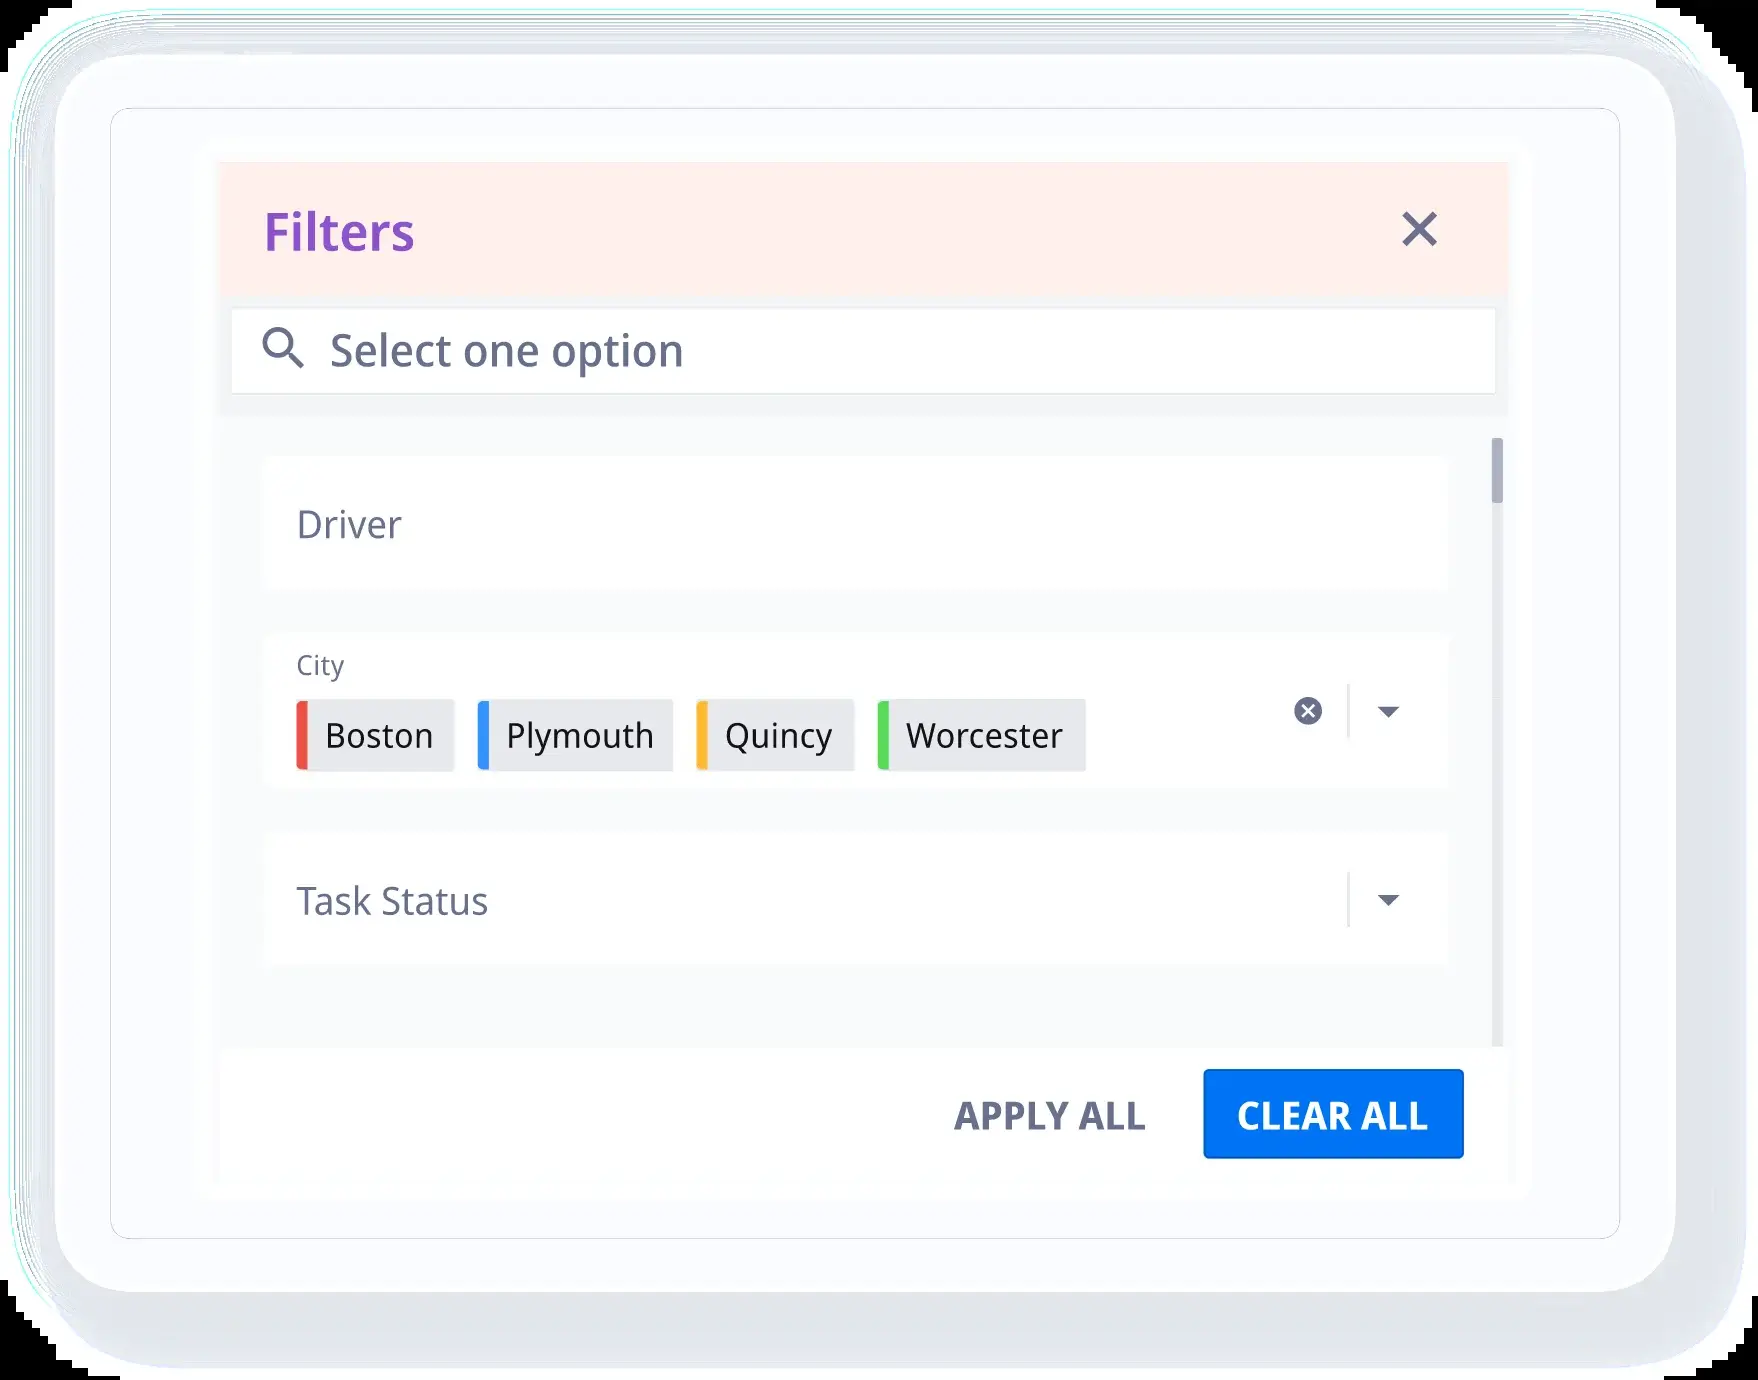 Filters
Select one option
Driver
City
Boston Plymouth Quincy Worcester
Task Status
APPLY ALL CLEAR ALL